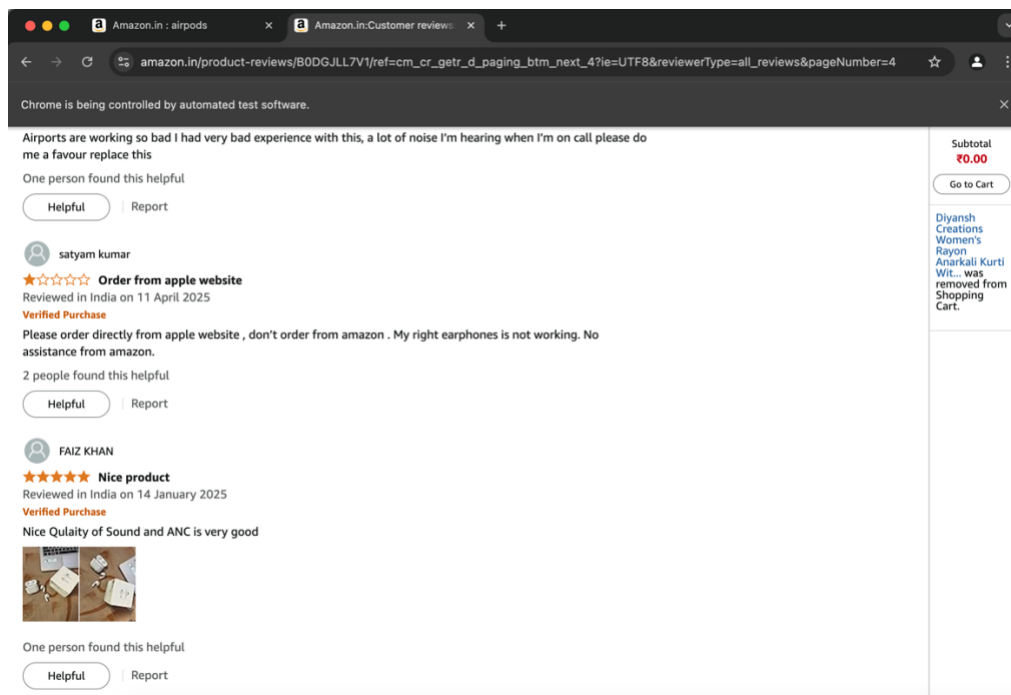 Amazon.in : airpods
Amazon.in:Customer reviews
amazon.in/product-reviews/B0DGJLL7V1/ref=cm_cr_getr_d_paging_btm_next_4?ie=UTF8&reviewerType=all_reviews&pageNumber=4
Chrome is being controlled by automated test software.
Airports are working so bad I had very bad experience with this, a lot of noise I'm hearing when I'm on call please do
me a favour replace this
One person found this helpful
Helpful
Report
satyam kumar
Order from apple website
Reviewed in India on 11 April 2025
Verified Purchase
Please order directly from apple website , don't order from amazon . My right earphones is not working. No
assistance from amazon.
2 people found this helpful
Helpful
Report
FAIZ KHAN
Nice product
Reviewed in India on 14 January 2025
Verified Purchase
Nice Qulaity of Sound and ANC is very good
One person found this helpful
Helpful
Report
Subtotal
₹0.00
Go to Cart
Diyansh
Creations
Women's
Rayon
Anarkali Kurti
Wit... was
removed from
Shopping
Cart.